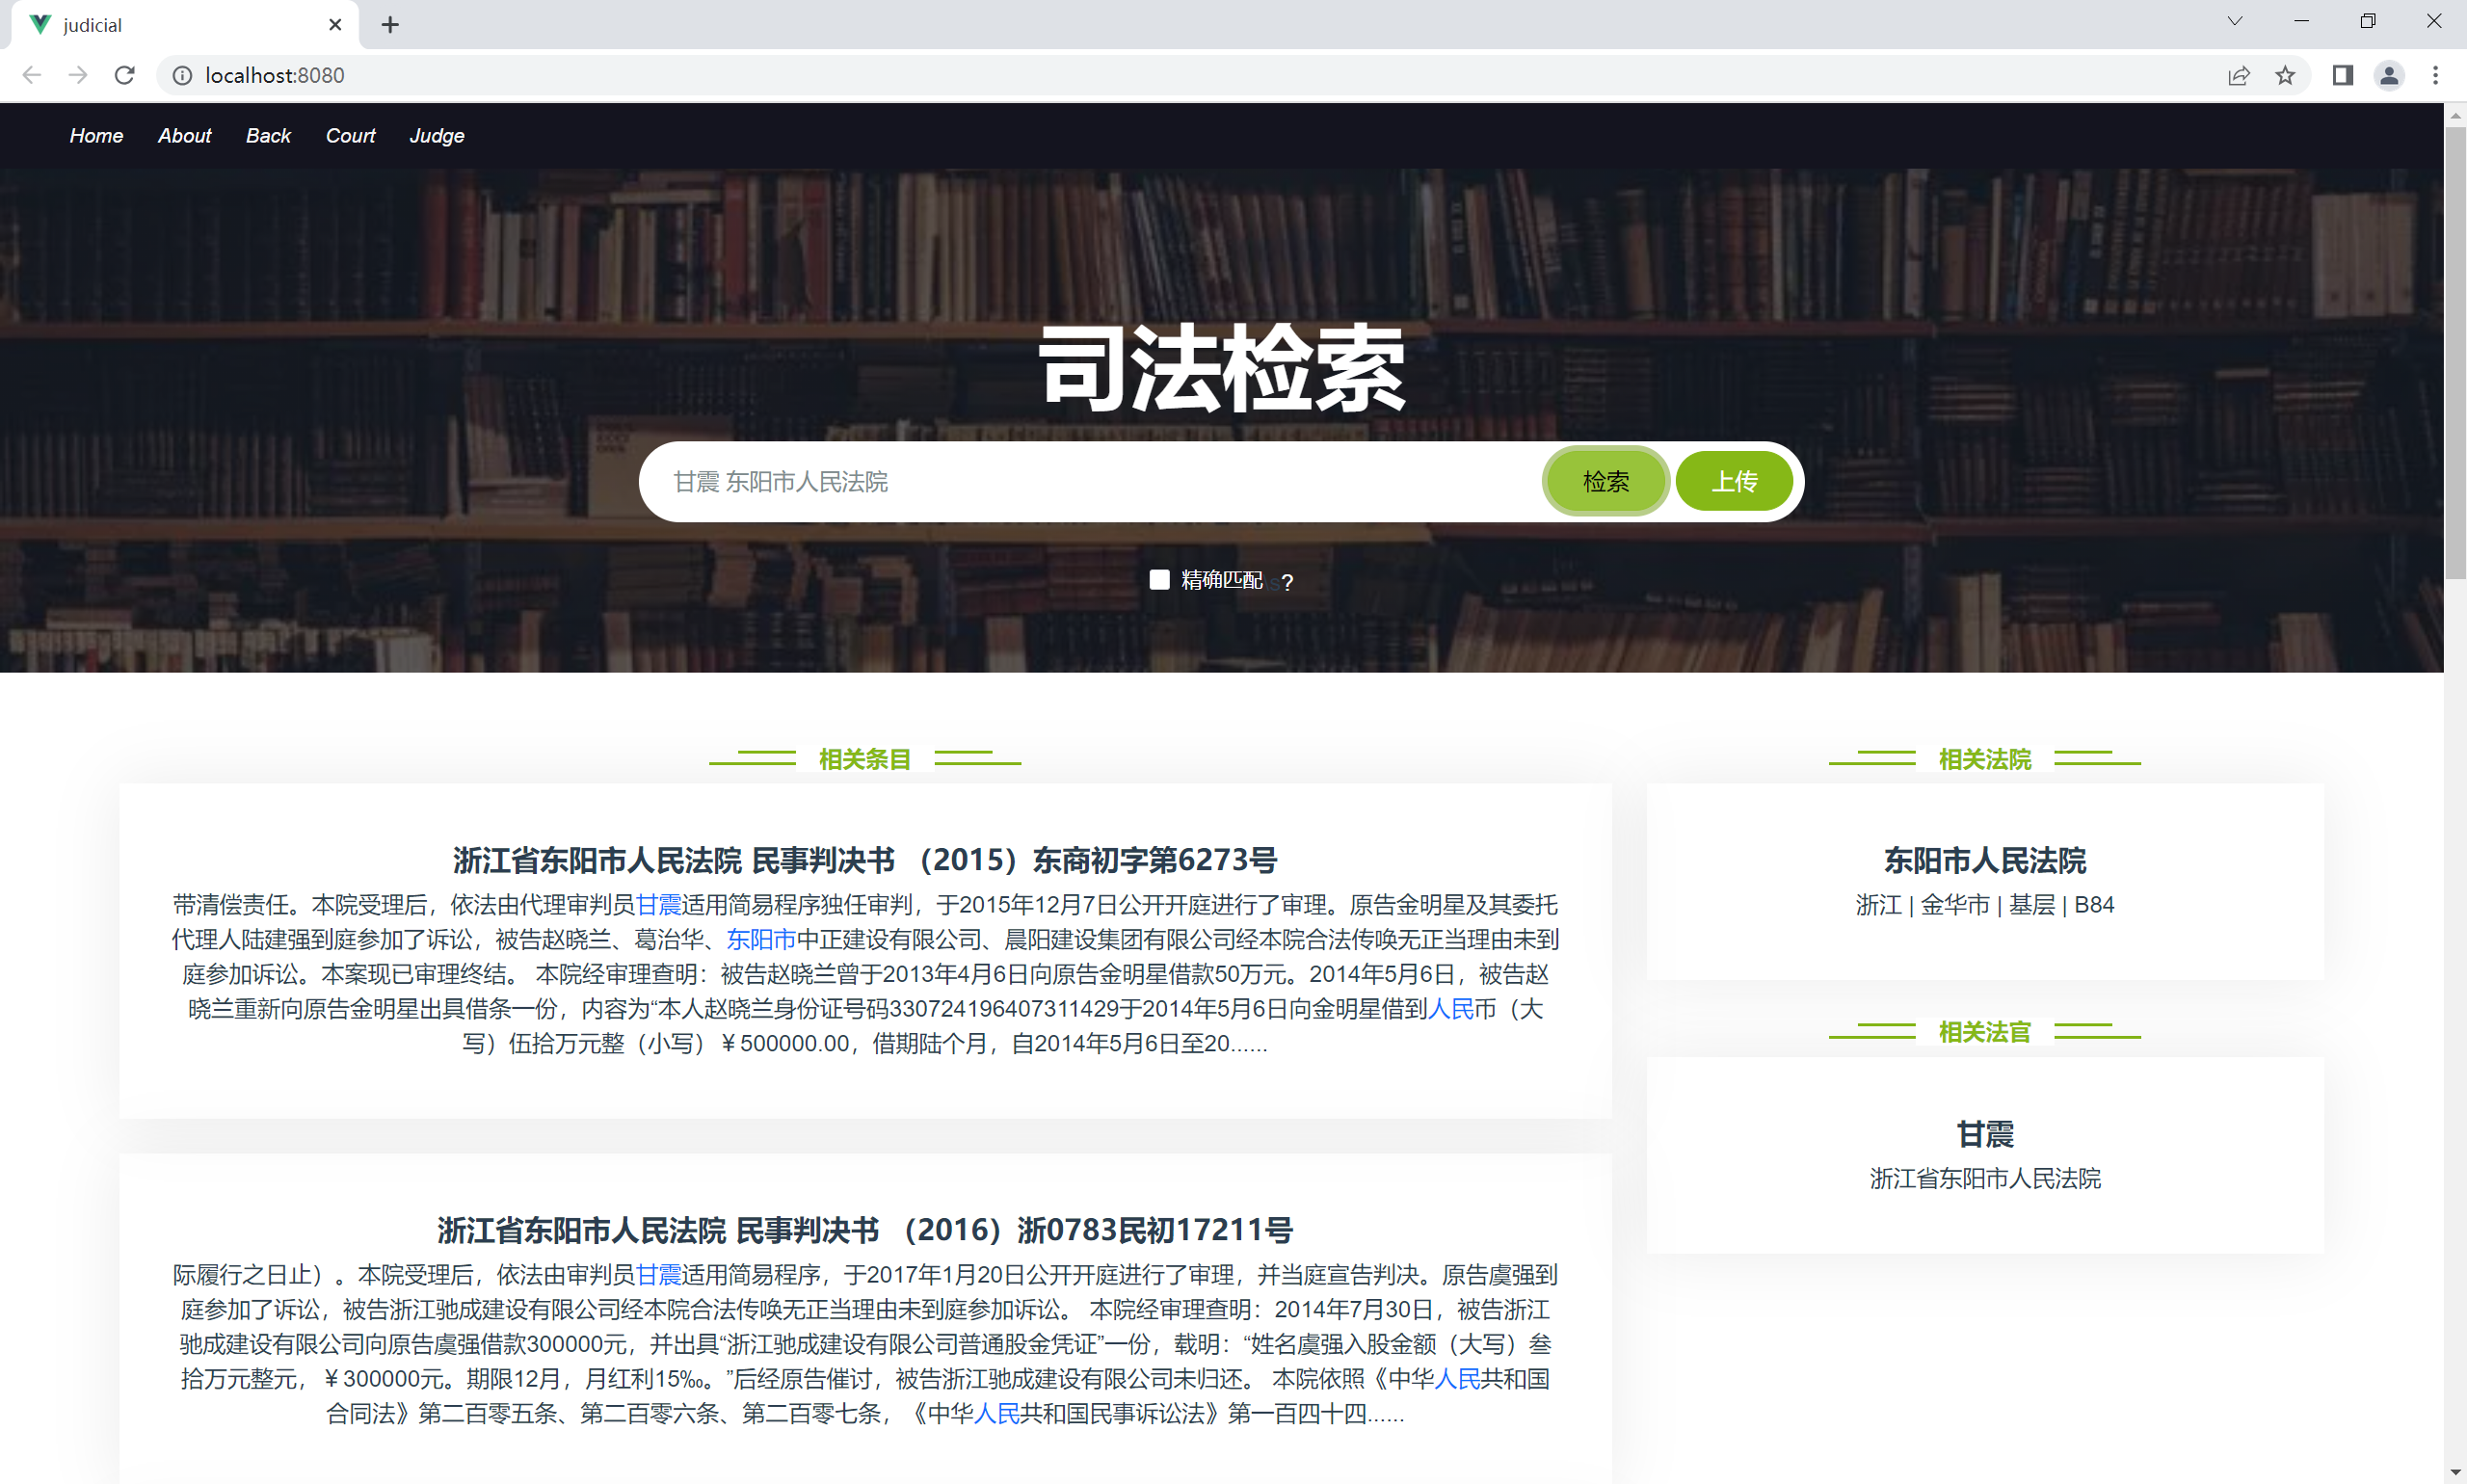 judicial
localhost:8080
Home About Back Court Judge
司法检索
甘震 东阳市人民法院
检索
上传
精确匹配
?
相关条目
浙江省东阳市人民法院 民事判决书 （2015）东商初字第6273号
带清偿责任。本院受理后，依法由代理审判员甘震适用简易程序独任审判，于2015年12月7日公开开庭进行了审理。原告金明星及其委托
代理人陆建强到庭参加了诉讼，被告赵晓兰、葛治华、东阳市中正建设有限公司、晨阳建设集团有限公司经本院合法传唤无正当理由未到
庭参加诉讼。本案现已审理终结。 本院经审理查明：被告赵晓兰曾于2013年4月6日向原告金明星借款50万元。2014年5月6日，被告赵
晓兰重新向原告金明星出具借条一份，内容为“本人赵晓兰身份证号码330724196407311429于2014年5月6日向金明星借到人民币（大
写）伍拾万元整（小写）￥500000.00，借期陆个月，自2014年5月6日至20......
浙江省东阳市人民法院 民事判决书 （2016）浙0783民初17211号
际履行之日止）。本院受理后，依法由审判员甘震适用简易程序，于2017年1月20日公开开庭进行了审理，并当庭宣告判决。原告虞强到
庭参加了诉讼，被告浙江驰成建设有限公司经本院合法传唤无正当理由未到庭参加诉讼。 本院经审理查明：2014年7月30日，被告浙江
驰成建设有限公司向原告虞强借款300000元，并出具“浙江驰成建设有限公司普通股金凭证”一份，载明：“姓名虞强入股金额（大写）叁
拾万元整元，￥300000元。期限12月，月红利15‰。”后经原告催讨，被告浙江驰成建设有限公司未归还。 本院依照《中华人民共和国
合同法》第二百零五条、第二百零六条、第二百零七条，《中华人民共和国民事诉讼法》第一百四十四......
相关法院
东阳市人民法院
浙江 | 金华市 | 基层 | B84
相关法官
甘震
浙江省东阳市人民法院